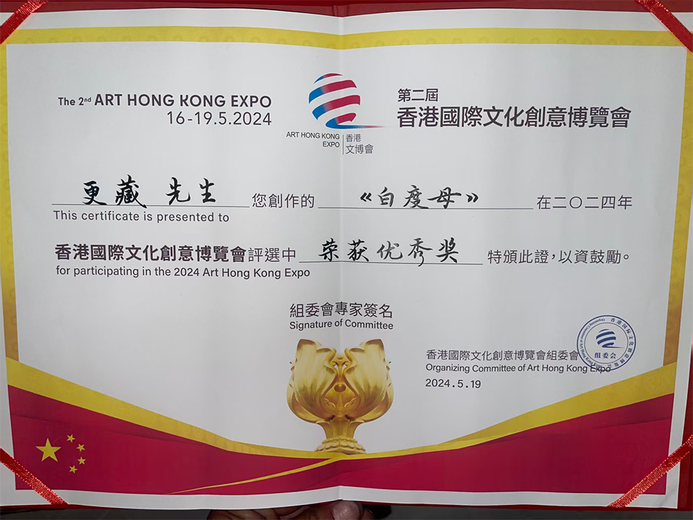 The 2nd ART HONG KONG EXPO
16-19.5.2024
ART HONG KONG
EXPO
香港
文博會
第二屆
香港國際文化創意博覽會
更藏 先生 您創作的 《白度母》 在二〇二四年
This certificate is presented to
香港國際文化創意博覽會評選中 荣获优秀奖 特頒此證，以資鼓勵。
for participating in the 2024 Art Hong Kong Expo
組委會專家簽名
Signature of Committee
香港國際文化創意博覽會組委會
Organizing Committee of Art Hong Kong Expo
2024.5.19
組委会